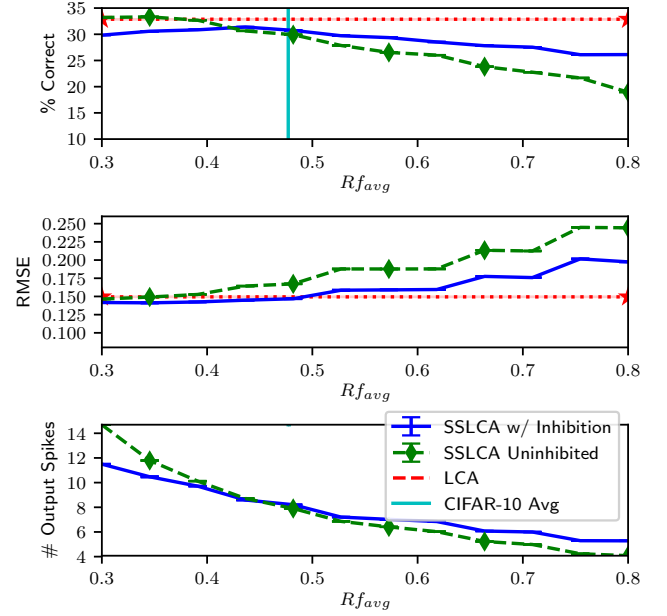 35
30
25
20
15
10
% Correct
0.3 0.4 0.5 0.6 0.7 0.8
Rf_avg
0.250
0.225
0.200
0.175
0.150
0.125
0.100
RMSE
0.3 0.4 0.5 0.6 0.7 0.8
Rf_avg
14
12
10
8
6
4
# Output Spikes
SSLCA w/ Inhibition
SSLCA Uninhibited
LCA
CIFAR-10 Avg
0.3 0.4 0.5 0.6 0.7 0.8
Rf_avg